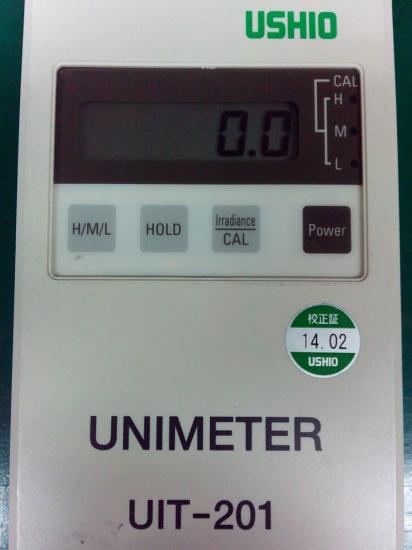 USHIO
CAL
H
0.0
M
L
H/M/L
HOLD
Irradiance
CAL
Power
校正証
14.02
USHIO
UNIMETER
UIT-201